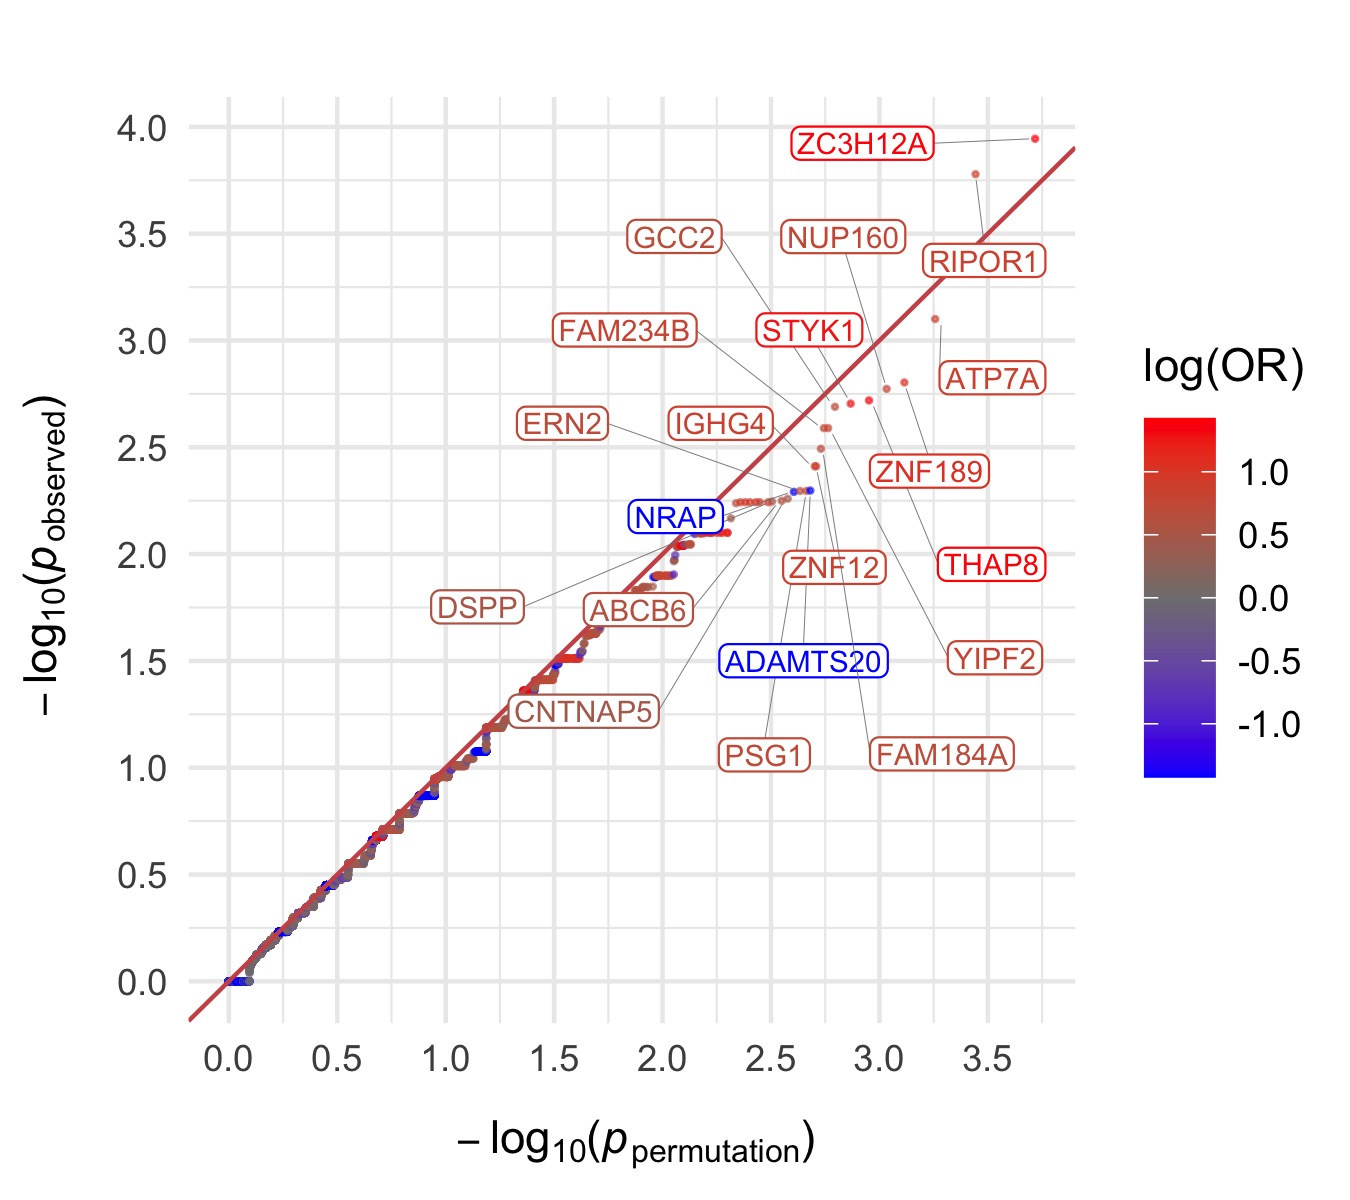 4.0
3.5
3.0
2.5
2.0
1.5
1.0
0.5
0.0
−log10(pobserved)
ZC3H12A
GCC2
NUP160
RIPOR1
FAM234B
STYK1
ATP7A
ERN2
IGHG4
ZNF189
NRAP
THAP8
ZNF12
DSPP
ABCB6
ADAMTS20
YIPF2
CNTNAP5
PSG1
FAM184A
0.0 0.5 1.0 1.5 2.0 2.5 3.0 3.5
−log10(ppermutation)
log(OR)
1.0
0.5
0.0
-0.5
-1.0